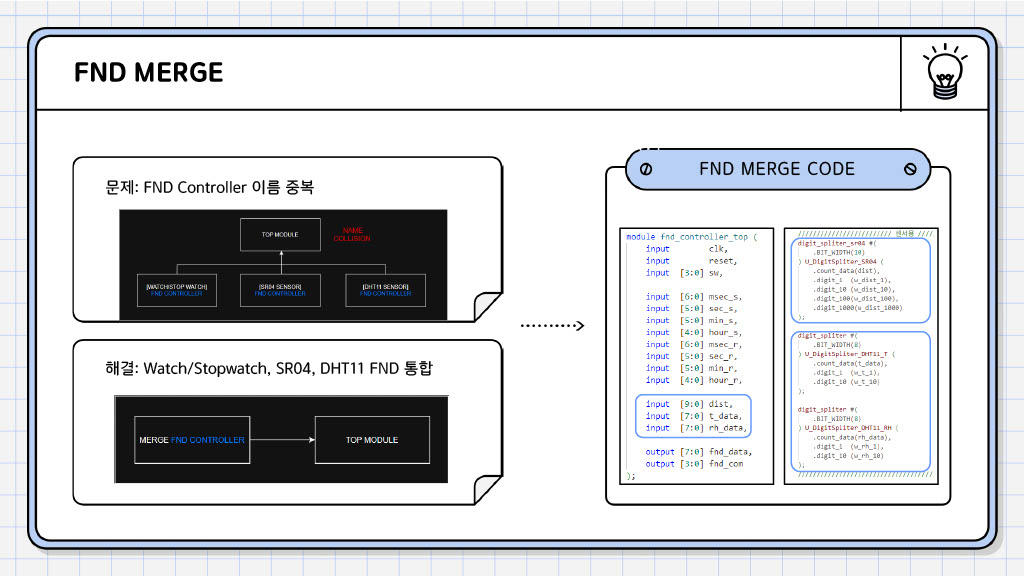 FND MERGE
문제: FND Controller 이름 중복
TOP MODULE
NAME
COLLISION
[WATCH/STOP WATCH]
FND CONTROLLER
[SR04 SENSOR]
FND CONTROLLER
[DHT11 SENSOR]
FND CONTROLLER
해결: Watch/Stopwatch, SR04, DHT11 FND 통합
MERGE FND CONTROLLER
TOP MODULE
FND MERGE CODE
module fnd_controller_top (
input clk,
input reset,
input [3:0] sw,
input [6:0] msec_s,
input [5:0] sec_s,
input [5:0] min_s,
input [4:0] hour_s,
input [6:0] msec_r,
input [5:0] sec_r,
input [5:0] min_r,
input [4:0] hour_r,
input [9:0] dist,
input [7:0] t_data,
input [7:0] rh_data,
output [7:0] fnd_data,
output [3:0] fnd_com
);
///////////////////////// 센서용 ////
digit_spliter_sr04 #(
.BIT_WIDTH(10)
) U_DigitSpliter_SR04 (
.count_data(dist),
.digit_1 (w_dist_1),
.digit_10 (w_dist_10),
.digit_100(w_dist_100),
.digit_1000(w_dist_1000)
);
digit_spliter #(
.BIT_WIDTH(8)
) U_DigitSpliter_DHT11_T (
.count_data(t_data),
.digit_1 (w_t_1),
.digit_10 (w_t_10)
);
digit_spliter #(
.BIT_WIDTH(8)
) U_DigitSpliter_DHT11_RH (
.count_data(rh_data),
.digit_1 (w_rh_1),
.digit_10 (w_rh_10)
);
////////////////////////////////////